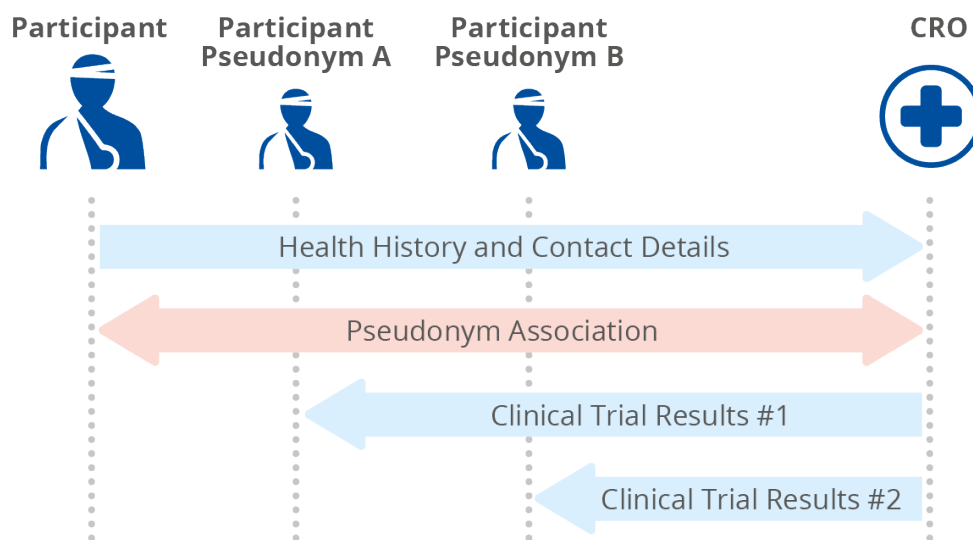 Participant
Participant
Pseudonym A
Participant
Pseudonym B
CRO
Health History and Contact Details
Pseudonym Association
Clinical Trial Results #1
Clinical Trial Results #2